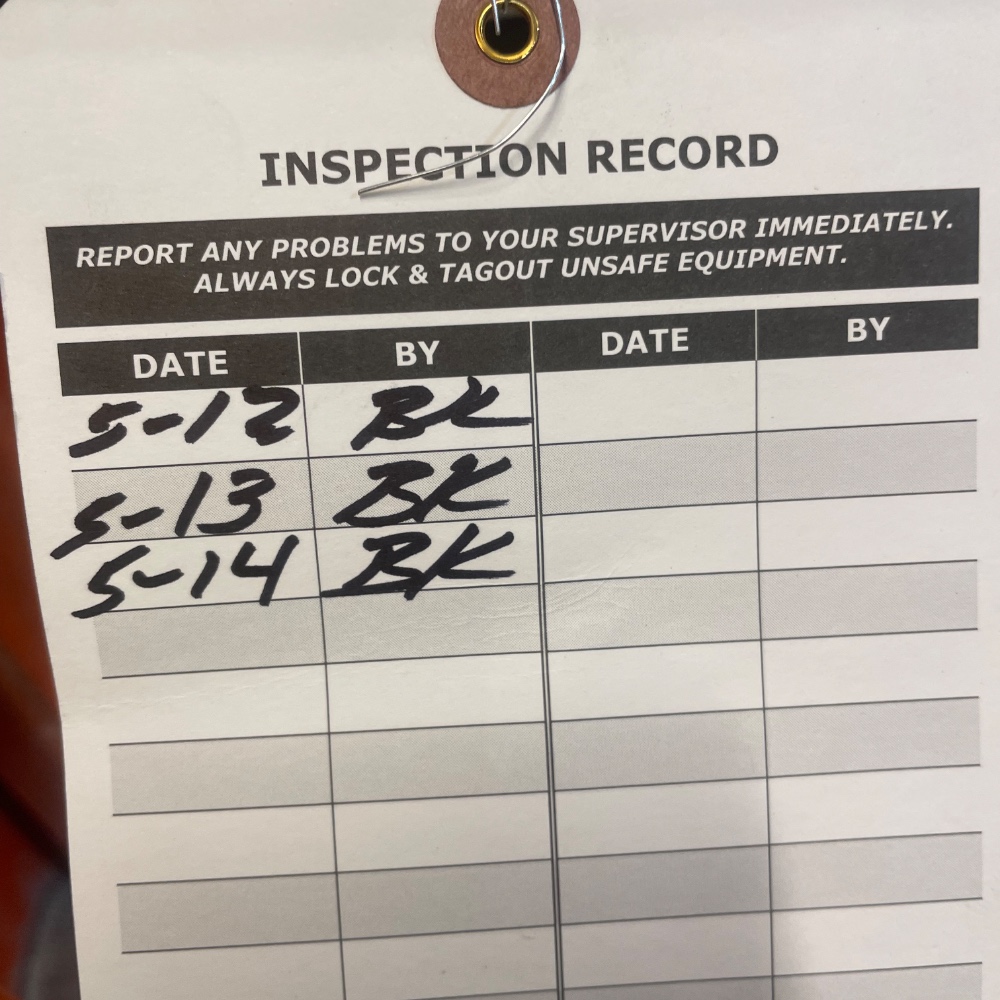 INSPECTION RECORD
REPORT ANY PROBLEMS TO YOUR SUPERVISOR IMMEDIATELY.
ALWAYS LOCK & TAGOUT UNSAFE EQUIPMENT.
DATE BY DATE BY
5-12 BK
5-13 BK
5-14 BK